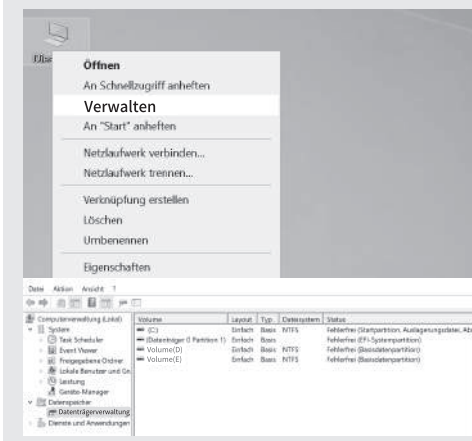 Öffnen
An Schnellzugriff anheften
Verwalten
An "Start" anheften
Netzlaufwerk verbinden...
Netzlaufwerk trennen...
Verknüpfung erstellen
Löschen
Umbenennen
Eigenschaften
Datei Aktion Ansicht ?
Computerverwaltung (Lokal)
Volume Layout Typ Dateisystem Status
System
(C:) Einfach Basis NTFS Fehlerfrei (Startpartition, Auslagerungsdatei, Abs
Task Scheduler
(Datenträger 0 Partition 1) Einfach Basis Fehlerfrei (EFI-Systempartition)
Event Viewer
Volume(D) Einfach Basis NTFS Fehlerfrei (Basisdatenpartition)
Freigegebene Ordner
Volume(E) Einfach Basis NTFS Fehlerfrei (Basisdatenpartition)
Lokale Benutzer und Gr
Leistung
Geräte-Manager
Datenspeicher
Datenträgerverwaltung
Dienste und Anwendungen